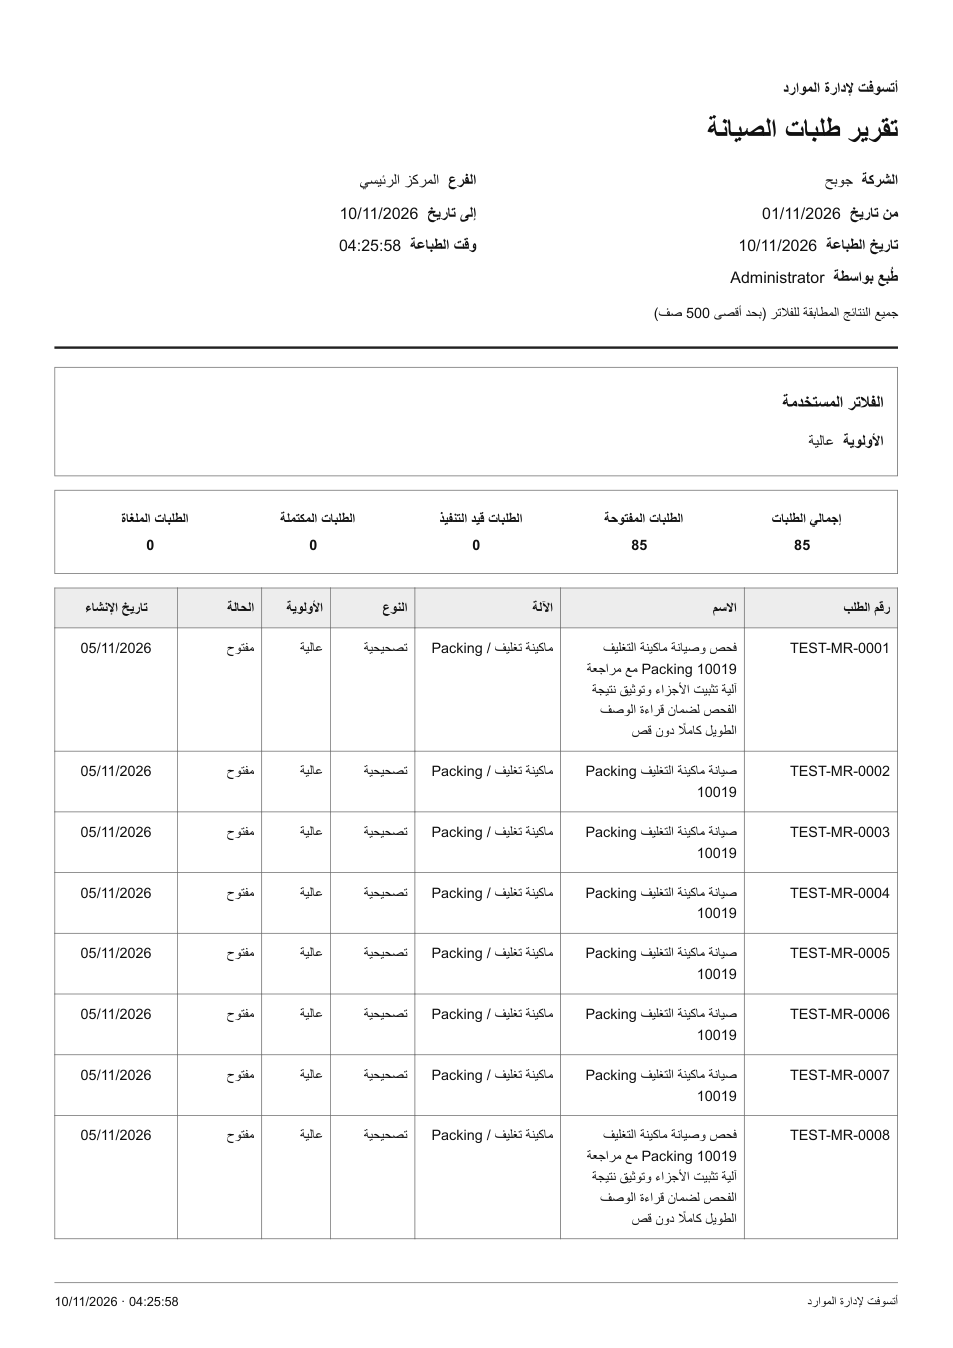 أتسوفت لإدارة الموارد
تقرير طلبات الصيانة
الشركة جويح الفرع المركز الرئيسي
من تاريخ 01/11/2026 إلى تاريخ 10/11/2026
تاريخ الطباعة 10/11/2026 وقت الطباعة 04:25:58
طُبع بواسطة Administrator
جميع النتائج المطابقة للفلاتر (بحد أقصى 500 صف)
الفلاتر المستخدمة
الأولوية عالية
إجمالي الطلبات الطلبات المفتوحة الطلبات قيد التنفيذ الطلبات المكتملة الطلبات الملغاة
85 85 0 0 0
رقم الطلب الاسم الآلة النوع الأولوية الحالة تاريخ الإنشاء
TEST-MR-0001 فحص وصيانة ماكينة التغليف ماكينة تغليف / Packing تصحيحية عالية مفتوح 05/11/2026
Packing 10019 مع مراجعة
آلية تثبيت الأجزاء وتوثيق نتيجة
الفحص لضمان قراءة الوصف
الطويل كاملًا دون قص
TEST-MR-0002 صيانة ماكينة التغليف Packing ماكينة تغليف / Packing تصحيحية عالية مفتوح 05/11/2026
10019
TEST-MR-0003 صيانة ماكينة التغليف Packing ماكينة تغليف / Packing تصحيحية عالية مفتوح 05/11/2026
10019
TEST-MR-0004 صيانة ماكينة التغليف Packing ماكينة تغليف / Packing تصحيحية عالية مفتوح 05/11/2026
10019
TEST-MR-0005 صيانة ماكينة التغليف Packing ماكينة تغليف / Packing تصحيحية عالية مفتوح 05/11/2026
10019
TEST-MR-0006 صيانة ماكينة التغليف Packing ماكينة تغليف / Packing تصحيحية عالية مفتوح 05/11/2026
10019
TEST-MR-0007 صيانة ماكينة التغليف Packing ماكينة تغليف / Packing تصحيحية عالية مفتوح 05/11/2026
10019
TEST-MR-0008 فحص وصيانة ماكينة التغليف ماكينة تغليف / Packing تصحيحية عالية مفتوح 05/11/2026
Packing 10019 مع مراجعة
آلية تثبيت الأجزاء وتوثيق نتيجة
الفحص لضمان قراءة الوصف
الطويل كاملًا دون قص
أتسوفت لإدارة الموارد 10/11/2026 · 04:25:58